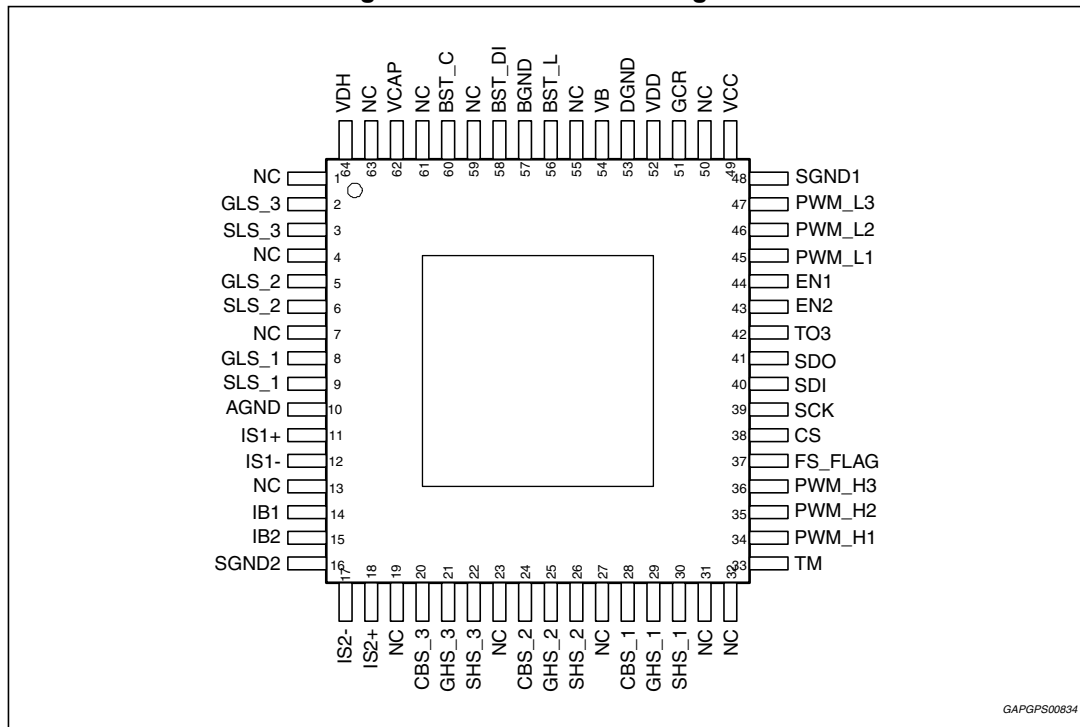 VDH
NC
VCAP
NC
BST_C
NC
BST_DI
BGND
BST_L
NC
VB
DGND
VDD
GCR
NC
VCC
64
63
62
61
60
59
58
57
56
55
54
53
52
51
50
49
NC 1
GLS_3 2
SLS_3 3
NC 4
GLS_2 5
SLS_2 6
NC 7
GLS_1 8
SLS_1 9
AGND 10
IS1+ 11
IS1- 12
NC 13
IB1 14
IB2 15
SGND2 16
48 SGND1
47 PWM_L3
46 PWM_L2
45 PWM_L1
44 EN1
43 EN2
42 TO3
41 SDO
40 SDI
39 SCK
38 CS
37 FS_FLAG
36 PWM_H3
35 PWM_H2
34 PWM_H1
33 TM
17
18
19
20
21
22
23
24
25
26
27
28
29
30
31
32
IS2-
IS2+
NC
CBS_3
GHS_3
SHS_3
NC
CBS_2
GHS_2
SHS_2
NC
CBS_1
GHS_1
SHS_1
NC
NC
GAPGPS00834